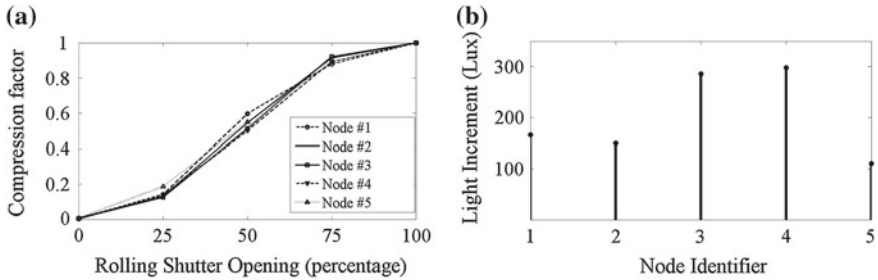 (a)
Compression factor
1
0.8
0.6
0.4
0.2
0
Node #1
Node #2
Node #3
Node #4
Node #5
0 25 50 75 100
Rolling Shutter Opening (percentage)
(b)
Light Increment (Lux)
300
200
100
1 2 3 4 5
Node Identifier